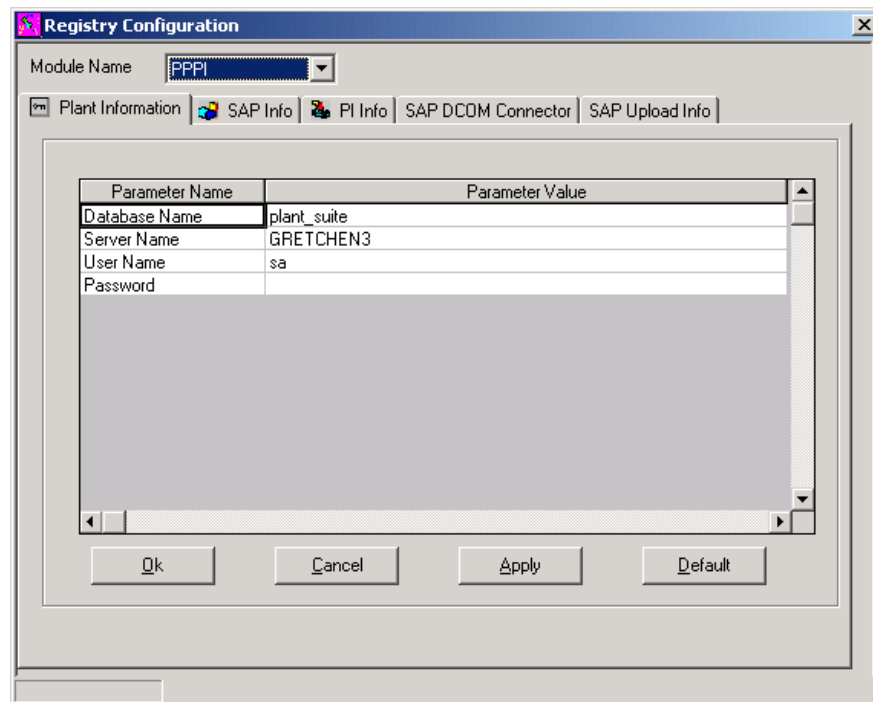 Registry Configuration
Module Name PPPI
Plant Information SAP Info PI Info SAP DCOM Connector SAP Upload Info
Parameter Name Parameter Value
Database Name plant_suite
Server Name GRETCHEN3
User Name sa
Password
Ok Cancel Apply Default